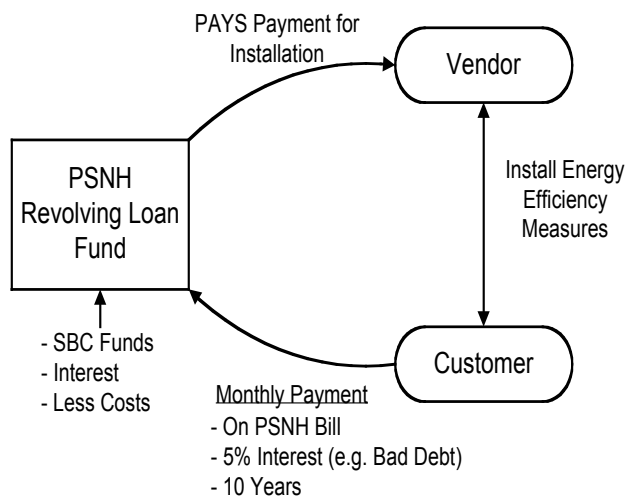 PAYS Payment for
Installation
Vendor
PSNH
Revolving Loan
Fund
Install Energy
Efficiency
Measures
- SBC Funds
- Interest
- Less Costs
Customer
Monthly Payment
- On PSNH Bill
- 5% Interest (e.g. Bad Debt)
- 10 Years